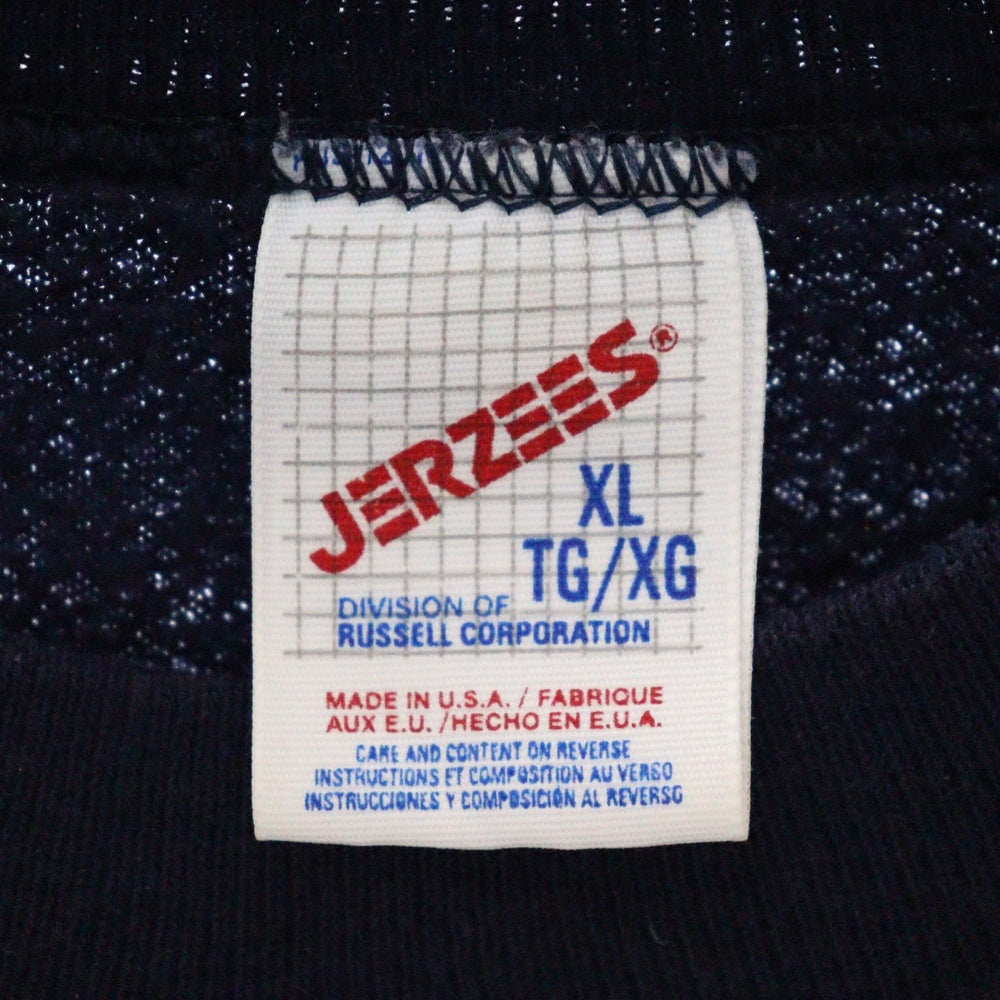 JERZEES®
XL
TG/XG
DIVISION OF
RUSSELL CORPORATION
MADE IN U.S.A. / FABRIQUE
AUX E.U. /HECHO EN E.U.A.
CARE AND CONTENT ON REVERSE
INSTRUCTIONS ET COMPOSITION AU VERSO
INSTRUCCIONES Y COMPOSICIÓN AL REVERSO